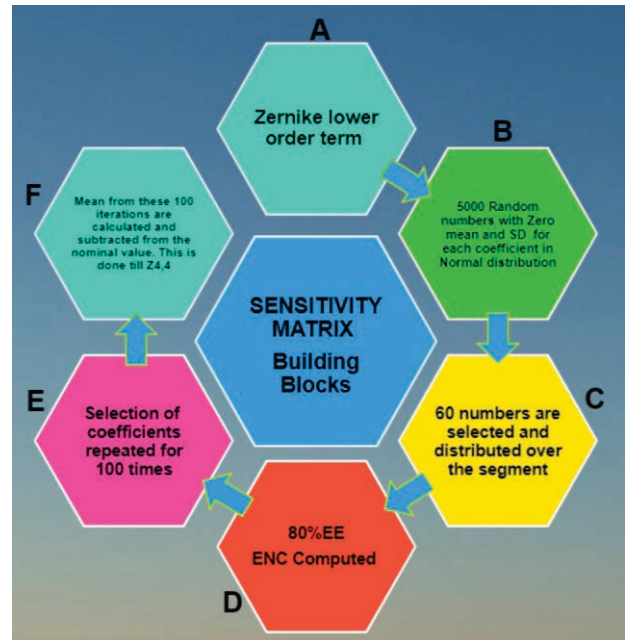 A
Zernike lower
order term
B
5000 Random
numbers with Zero
mean and SD for
each coefficient in
Normal distribution
C
60 numbers are
selected and
distributed over
the segment
D
80%EE
ENC Computed
E
Selection of
coefficients
repeated for
100 times
F
Mean from these 100
iterations are
calculated and
subtracted from the
nominal value. This is
done till Z4,4
SENSITIVITY
MATRIX
Building
Blocks